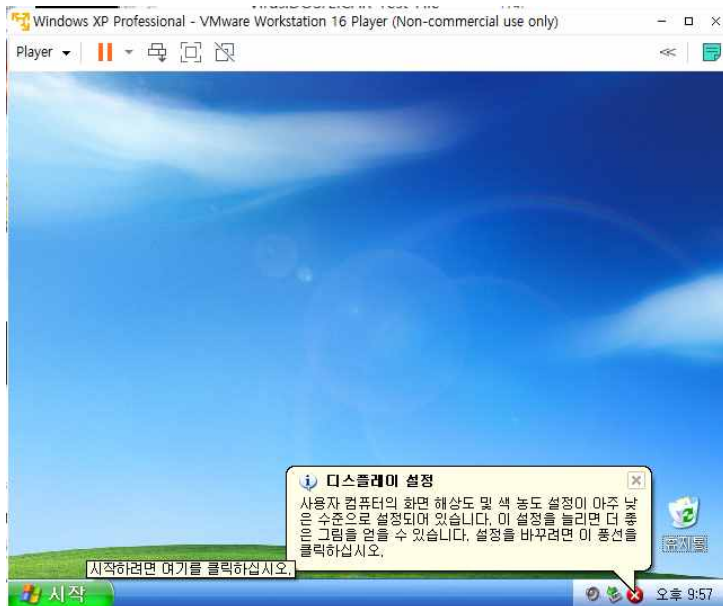 Windows XP Professional - VMware Workstation 16 Player (Non-commercial use only)
Player
디스플레이 설정
사용자 컴퓨터의 화면 해상도 및 색 농도 설정이 아주 낮
은 수준으로 설정되어 있습니다. 이 설정을 늘리면 더 좋
은 그림을 얻을 수 있습니다. 설정을 바꾸려면 이 풍선을
클릭하십시오.
휴지통
시작하려면 여기를 클릭하십시오.
시작
오후 9:57